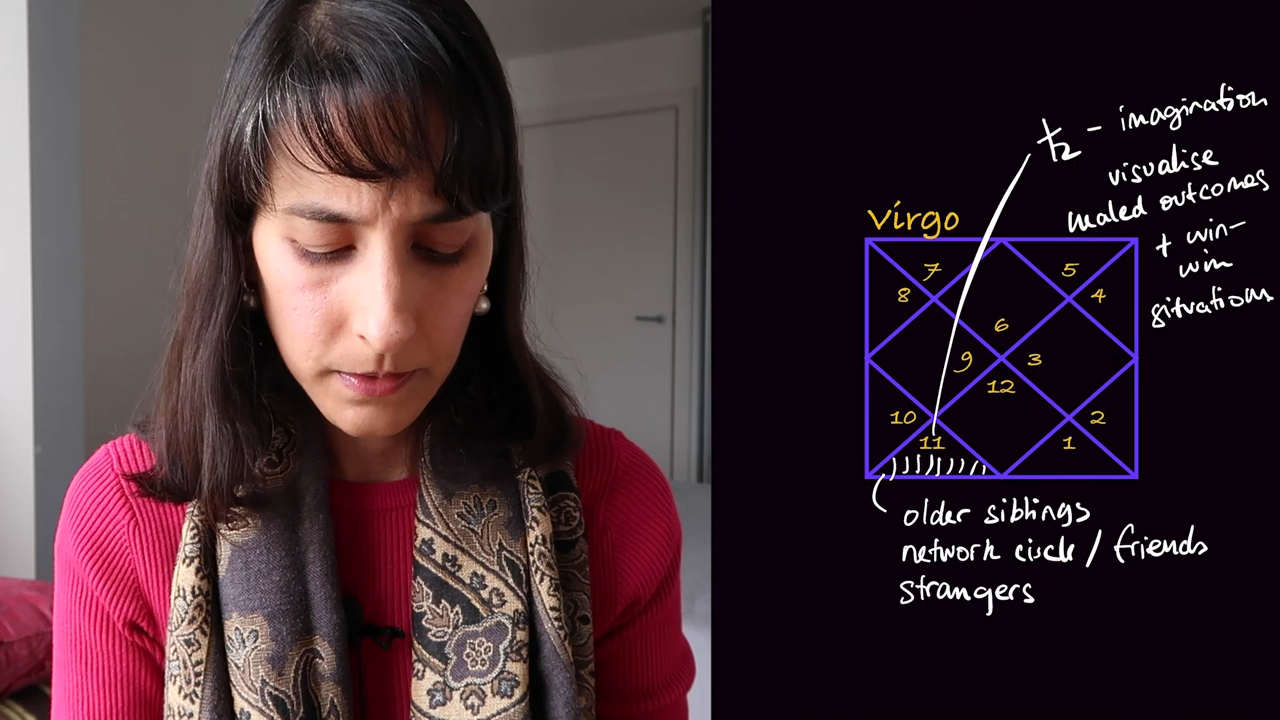 – imagination
visualise
healed outcomes
+ win-
win
situations
Virgo
7
5
8
4
6
9
3
12
10
2
11
1
older siblings
network circle / friends
strangers